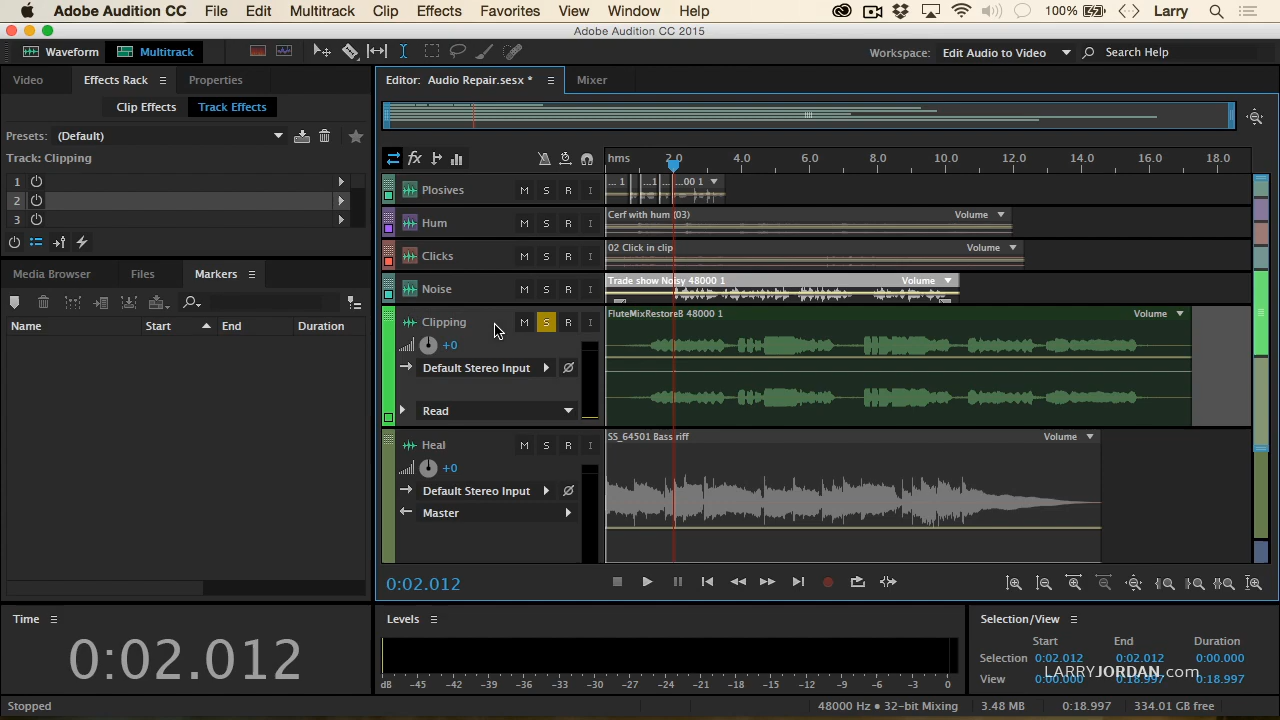 Adobe Audition CC File Edit Multitrack Clip Effects Favorites View Window Help 100% Larry
Adobe Audition CC 2015
Waveform Multitrack Workspace: Edit Audio to Video Search Help
Video Effects Rack Properties Editor: Audio Repair.sesx * Mixer
Clip Effects Track Effects
Presets: (Default)
Track: Clipping
fx hms 2.0 4.0 6.0 8.0 10.0 12.0 14.0 16.0 18.0
1
2
3
Plosives M S R I ... 1 ...1 ... ...00 1
Hum M S R I Cerf with hum (03) Volume
Clicks M S R I 02 Click in clip Volume
Media Browser Files Markers
Noise M S R I Trade show Noisy 48000 1 Volume
Name Start End Duration
Clipping M S R I FluteMixRestoreB 48000 1 Volume
+0
Default Stereo Input
Read
Heal M S R I SS_64501 Bass riff Volume
+0
Default Stereo Input
Master
0:02.012
Time Levels Selection/View
Start End Duration
Selection 0:02.012 0:02.012 0:00.000
View 0:00.000 0:18.997 0:18.997
LARRYJORDAN.com
0:02.012
dB -45 -42 -39 -36 -33 -30 -27 -24 -21 -18 -15 -12 -9 -6 -3 0
Stopped 48000 Hz • 32-bit Mixing 3.48 MB 0:18.997 334.01 GB free